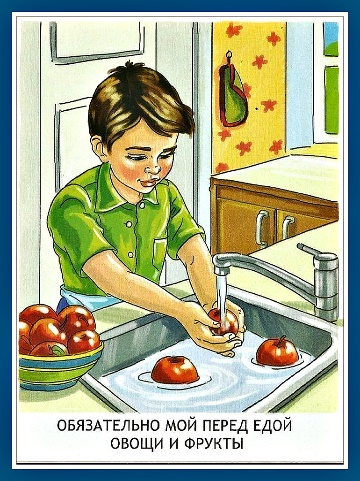 ОБЯЗАТЕЛЬНО МОЙ ПЕРЕД ЕДОЙ
ОВОЩИ И ФРУКТЫ